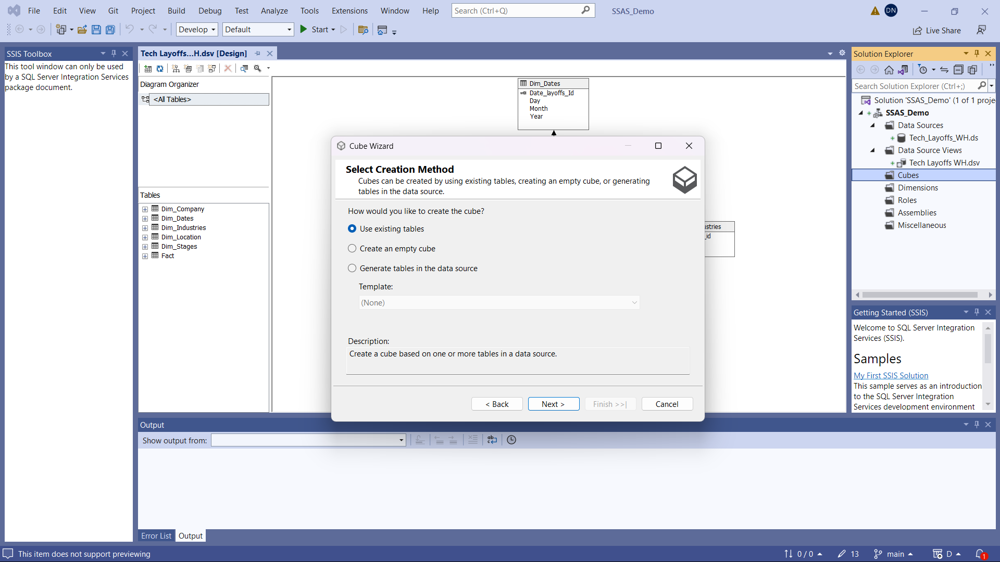 File Edit View Git Project Build Debug Test Analyze Tools Extensions Window Help Search (Ctrl+Q) SSAS_Demo DN
Develop Default Start Live Share
SSIS Toolbox
This tool window can only be used
by a SQL Server Integration Services
package document.
Tech Layoffs...H.dsv [Design]
Diagram Organizer
<All Tables>
Tables
Dim_Company
Dim_Dates
Dim_Industries
Dim_Location
Dim_Stages
Fact
Dim_Dates
Date_layoffs_Id
Day
Month
Year
ustries
_id
Cube Wizard
Select Creation Method
Cubes can be created by using existing tables, creating an empty cube, or generating
tables in the data source.
How would you like to create the cube?
Use existing tables
Create an empty cube
Generate tables in the data source
Template:
(None)
Description:
Create a cube based on one or more tables in a data source.
< Back Next > Finish >>| Cancel
Solution Explorer
Search Solution Explorer (Ctrl+;)
Solution 'SSAS_Demo' (1 of 1 proje
SSAS_Demo
Data Sources
Tech_Layoffs_WH.ds
Data Source Views
Tech Layoffs WH.dsv
Cubes
Dimensions
Roles
Assemblies
Miscellaneous
Getting Started (SSIS)
Welcome to SQL Server Integration
Services (SSIS).
Samples
My First SSIS Solution
This sample serves as an introduction
to the SQL Server Integration
Services development environment
Output
Show output from:
Error List Output
This item does not support previewing
0 / 0 13 main D 1